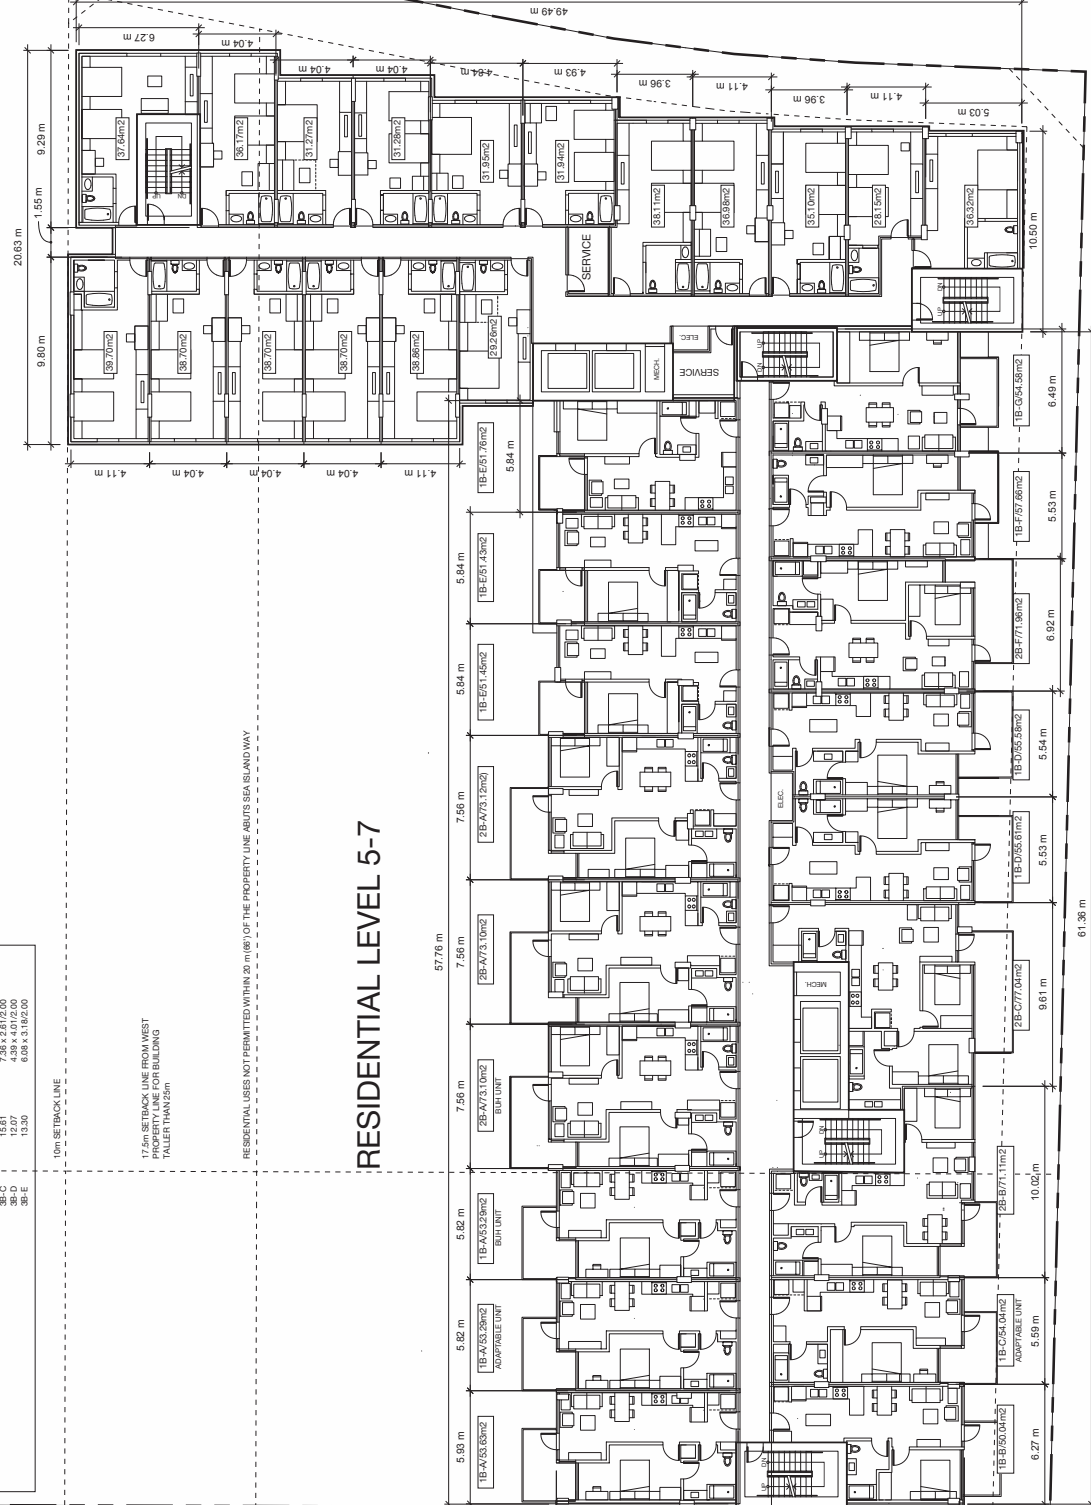 49.49 m
6.27 m
4.04 m
4.04 m
4.04 m
4.93 m
3.96 m
4.11 m
3.96 m
4.11 m
5.03 m
9.29 m
1.55 m
20.63 m
9.80 m
10.50 m
37.64m2
36.17m2
31.27m2
31.28m2
31.95m2
31.94m2
38.11m2
36.98m2
35.10m2
28.15m2
36.32m2
UP
DN
SERVICE
UP
DN
39.70m2
38.70m2
38.70m2
38.70m2
38.86m2
29.26m2
MECH.
ELEC.
SERVICE
UP
DN
4.11 m
4.04 m
4.04 m
4.04 m
4.11 m
1B-E/51.76m2
5.84 m
1B-E/51.43m2
5.84 m
1B-E/51.45m2
5.84 m
2B-A/73.12m2)
7.56 m
2B-A/73.10m2
7.56 m
57.76 m
2B-A/73.10m2
BUH UNIT
7.56 m
1B-A/53.29m2
BUH UNIT
5.82 m
1B-A/53.29m2
ADAPTABLE UNIT
5.82 m
1B-A/53.63m2
5.93 m
1B-G/54.58m2
6.49 m
1B-F/57.66m2
5.53 m
2B-F/71.96m2
6.92 m
1B-D/55.58m2
5.54 m
ELEC.
1B-D/55.61m2
5.53 m
61.36 m
MECH.
2B-C/77.04m2
9.61 m
UP
DN
2B-B/71.11m2
10.02 m
1B-C/54.04m2
ADAPTABLE UNIT
5.59 m
1B-B/50.04m2
6.27 m
UP
DN
RESIDENTIAL LEVEL 5-7
RESIDENTIAL USES NOT PERMITTED WITHIN 20 m (66') OF THE PROPERTY LINE ABUTS SEA ISLAND WAY
17.5m SETBACK LINE FROM WEST
PROPERTY LINE FOR BUILDING
TALLER THAN 25m
10m SETBACK LINE
3B-C 15.61 7.36 x 2.61/2.00
3B-D 12.07 4.39 x 4.01/2.00
3B-E 13.30 6.08 x 3.18/2.00